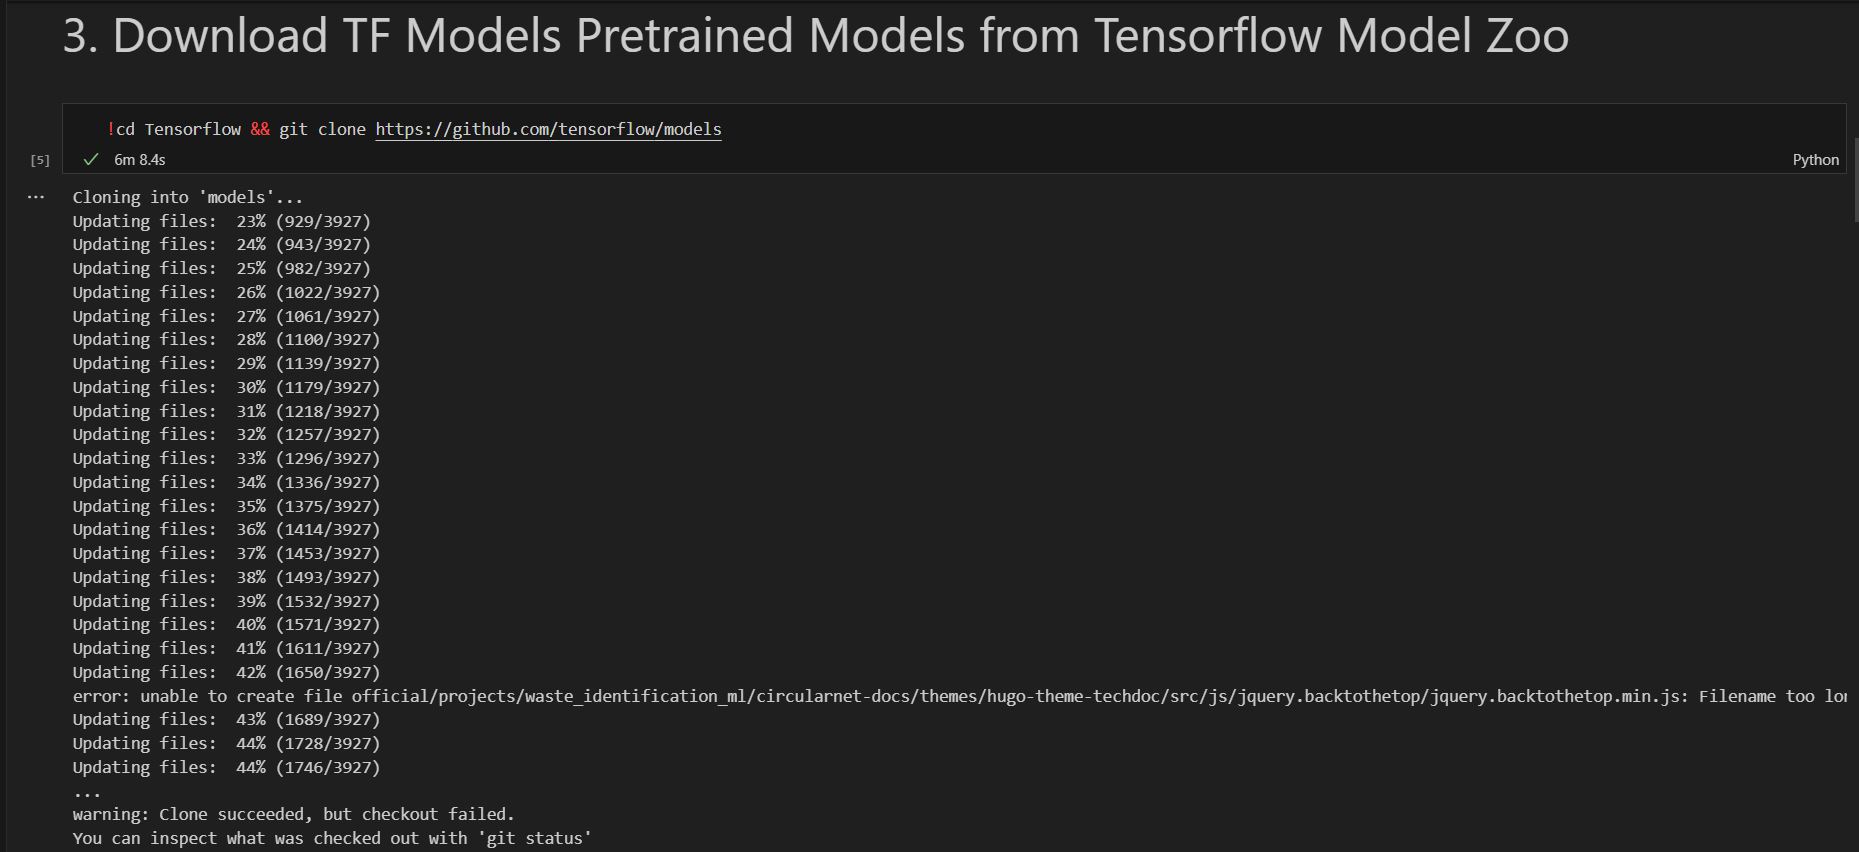 3. Download TF Models Pretrained Models from Tensorflow Model Zoo
!cd Tensorflow && git clone https://github.com/tensorflow/models
[5] ✓ 6m 8.4s Python
... Cloning into 'models'...
Updating files:  23% (929/3927)
Updating files:  24% (943/3927)
Updating files:  25% (982/3927)
Updating files:  26% (1022/3927)
Updating files:  27% (1061/3927)
Updating files:  28% (1100/3927)
Updating files:  29% (1139/3927)
Updating files:  30% (1179/3927)
Updating files:  31% (1218/3927)
Updating files:  32% (1257/3927)
Updating files:  33% (1296/3927)
Updating files:  34% (1336/3927)
Updating files:  35% (1375/3927)
Updating files:  36% (1414/3927)
Updating files:  37% (1453/3927)
Updating files:  38% (1493/3927)
Updating files:  39% (1532/3927)
Updating files:  40% (1571/3927)
Updating files:  41% (1611/3927)
Updating files:  42% (1650/3927)
error: unable to create file official/projects/waste_identification_ml/circularnet-docs/themes/hugo-theme-techdoc/src/js/jquery.backtothetop/jquery.backtothetop.min.js: Filename too lon
Updating files:  43% (1689/3927)
Updating files:  44% (1728/3927)
Updating files:  44% (1746/3927)
...
warning: Clone succeeded, but checkout failed.
You can inspect what was checked out with 'git status'